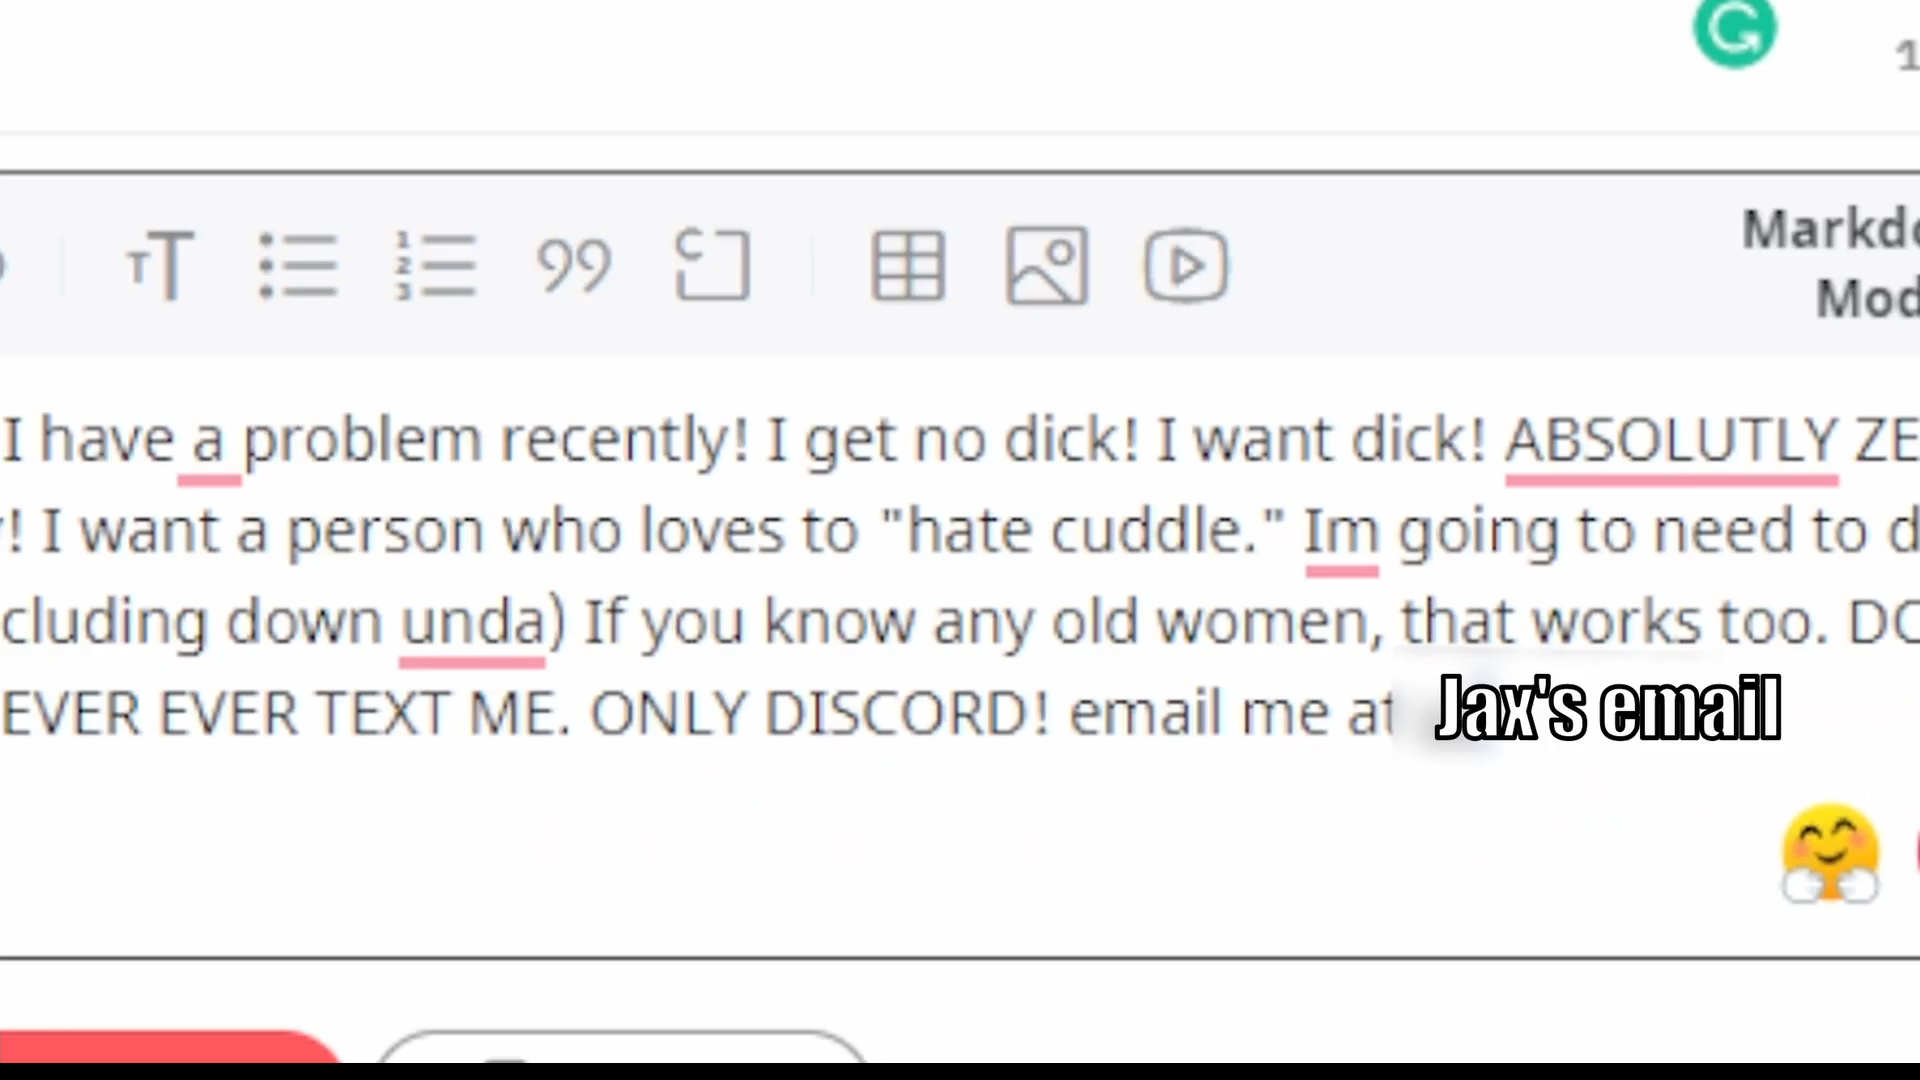 1
Markdo
Mod
I have a problem recently! I get no dick! I want dick! ABSOLUTLY ZE
y! I want a person who loves to "hate cuddle." Im going to need to d
cluding down unda) If you know any old women, that works too. DO
EVER EVER TEXT ME. ONLY DISCORD! email me at Jax's email